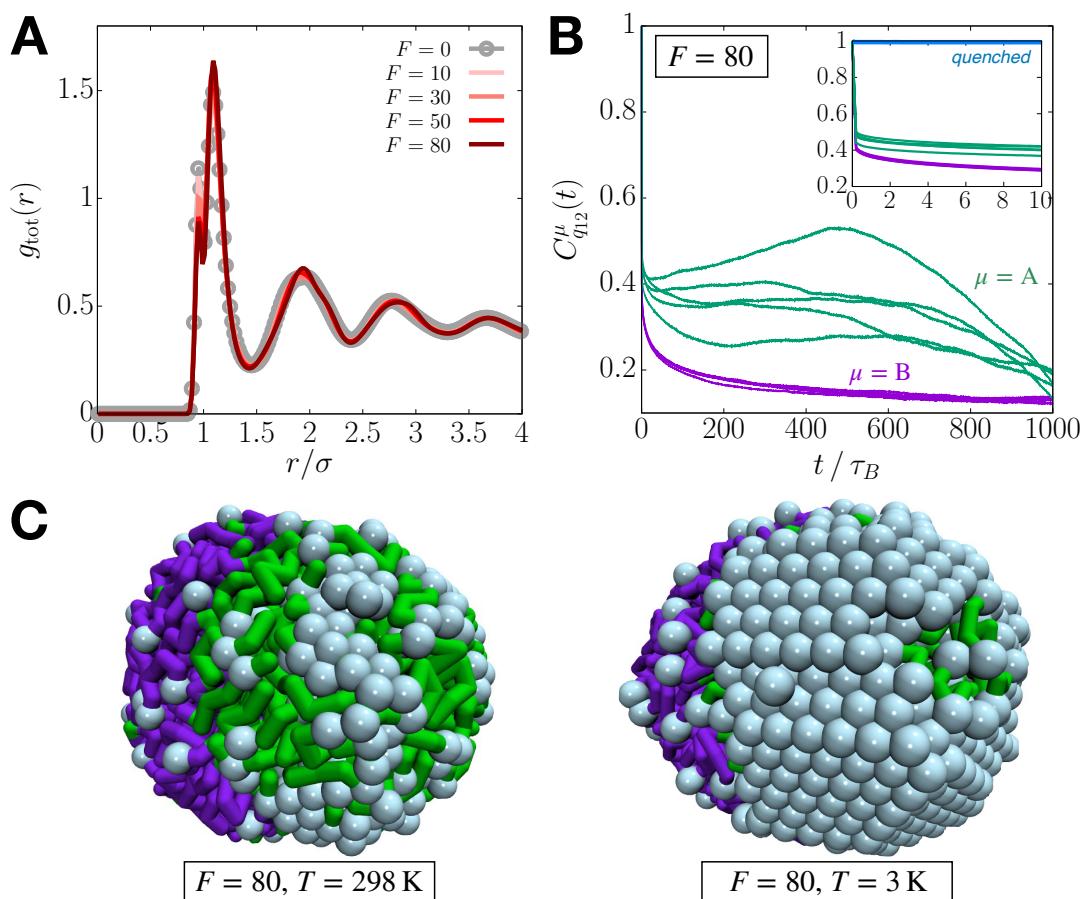 A
g_tot(r)
1.5
1
0.5
0
0 0.5 1 1.5 2 2.5 3 3.5 4
r/σ
F = 0
F = 10
F = 30
F = 50
F = 80
B
C^μ_{q12}(t)
1
0.8
0.6
0.4
0.2
0 200 400 600 800 1000
t / τ_B
F = 80
quenched
1
0.8
0.6
0.4
0.2
0 2 4 6 8 10
μ = A
μ = B
C
F = 80, T = 298 K
F = 80, T = 3 K